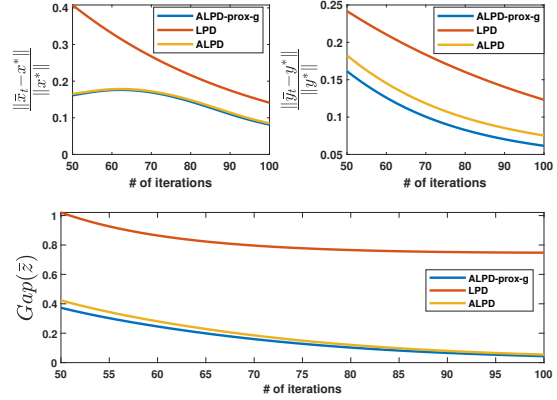 0.4
0.3
0.2
0.1
0
50 60 70 80 90 100
# of iterations
‖x̄_t − x*‖
‖x*‖
ALPD-prox-g
LPD
ALPD
0.25
0.2
0.15
0.1
0.05
50 60 70 80 90 100
# of iterations
‖ȳ_t − y*‖
‖y*‖
ALPD-prox-g
LPD
ALPD
1
0.8
0.6
0.4
0.2
0
50 55 60 65 70 75 80 85 90 95 100
# of iterations
Gap(z̄)
ALPD-prox-g
LPD
ALPD